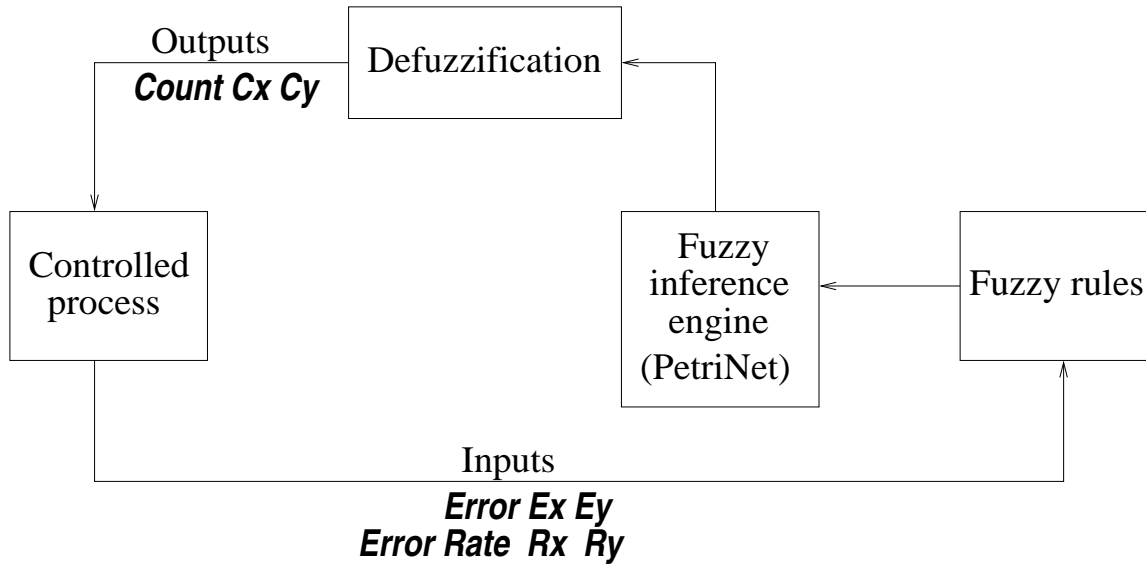 Outputs
Count Cx Cy
Defuzzification
Controlled
process
Fuzzy
inference
engine
(PetriNet)
Fuzzy rules
Inputs
Error Ex Ey
Error Rate Rx Ry